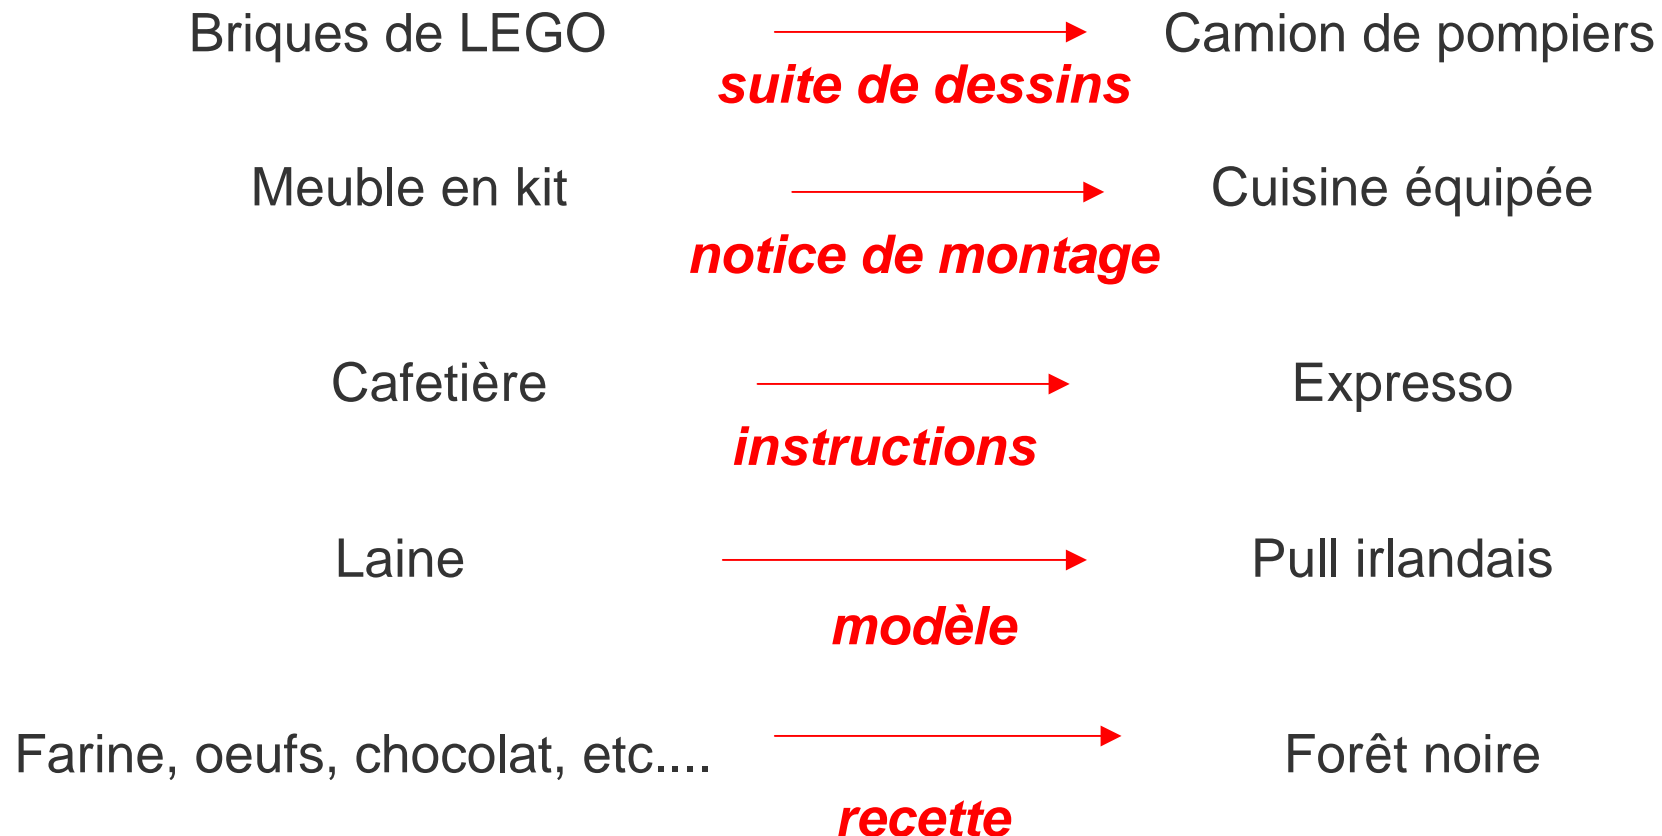 Briques de LEGO Camion de pompiers
suite de dessins
Meuble en kit Cuisine équipée
notice de montage
Cafetière Expresso
instructions
Laine Pull irlandais
modèle
Farine, oeufs, chocolat, etc.... Forêt noire
recette